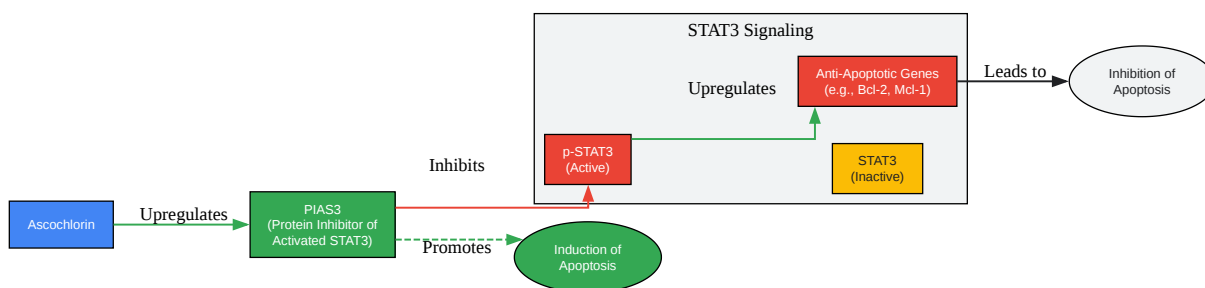 STAT3 Signaling
Anti-Apoptotic Genes
(e.g., Bcl-2, Mcl-1)
Leads to
Inhibition of
Apoptosis
Upregulates
p-STAT3
(Active)
STAT3
(Inactive)
Inhibits
Ascochlorin
Upregulates
PIAS3
(Protein Inhibitor of
Activated STAT3)
Promotes
Induction of
Apoptosis